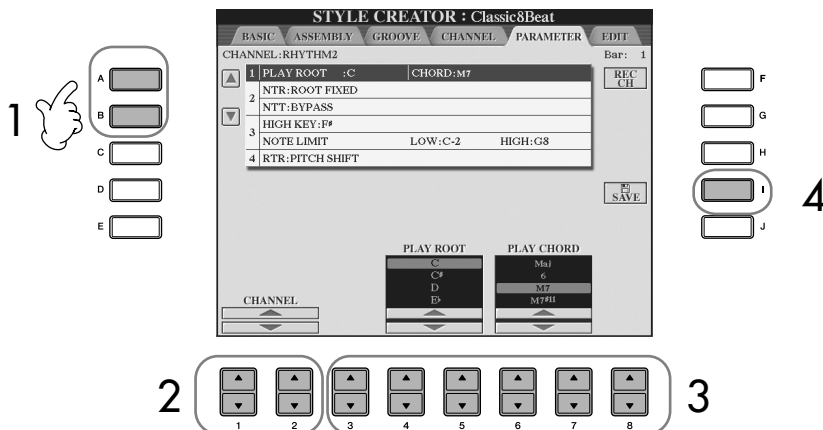 STYLE CREATOR : Classic8Beat
BASIC ASSEMBLY GROOVE CHANNEL PARAMETER EDIT
CHANNEL:RHYTHM2 Bar: 1
1 PLAY ROOT :C CHORD:M7
REC CH
2 NTR:ROOT FIXED
NTT:BYPASS
3 HIGH KEY:F♯
NOTE LIMIT LOW:C-2 HIGH:G8
4 RTR:PITCH SHIFT
SAVE
PLAY ROOT PLAY CHORD
C Maj
C♯ 6
D M7
E♭ M7♯11
CHANNEL
A
B
C
D
E
F
G
H
I
J
1
4
2
3
1 2 3 4 5 6 7 8